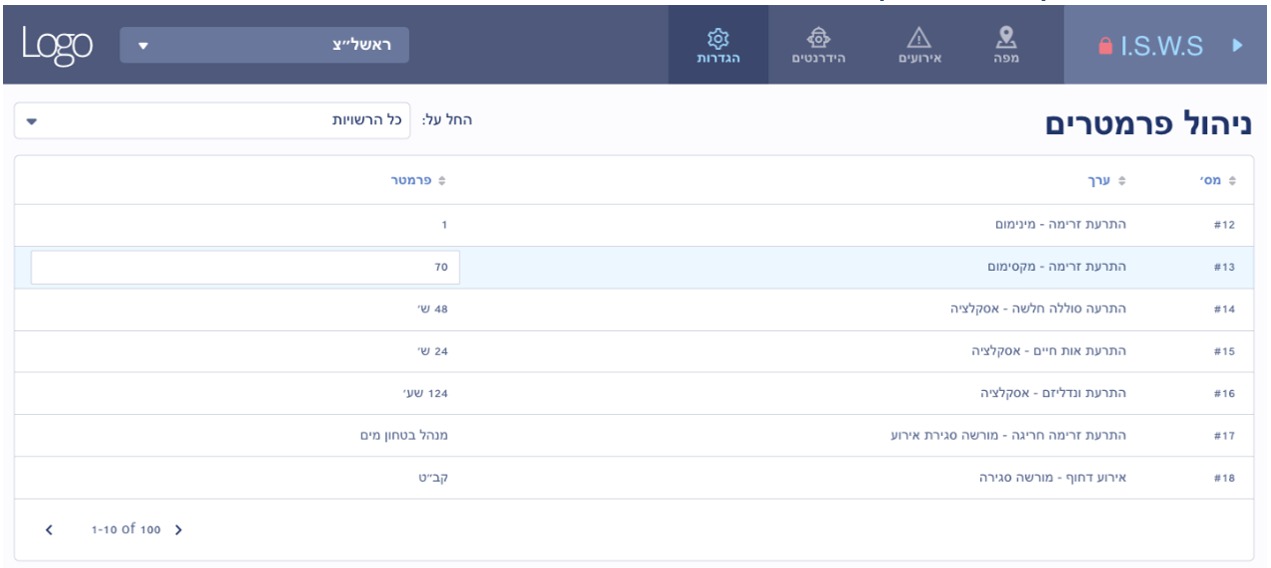 I.S.W.S
מפה
אירועים
הידרנטים
הגדרות
ראשל״צ
Logo
ניהול פרמטרים
החל על: כל הרשויות
מס׳ ערך פרמטר
#12 התרעת זרימה - מינימום 1
#13 התרעת זרימה - מקסימום 70
#14 התרעה סוללה חלשה - אסקלציה 48 ש׳
#15 התרעת אות חיים - אסקלציה 24 ש׳
#16 התרעת ונדליזם - אסקלציה 124 שע׳
#17 התרעת זרימה חריגה - מורשה סגירת אירוע מנהל בטחון מים
#18 אירוע דחוף - מורשה סגירה קב״ט
1-10 of 100